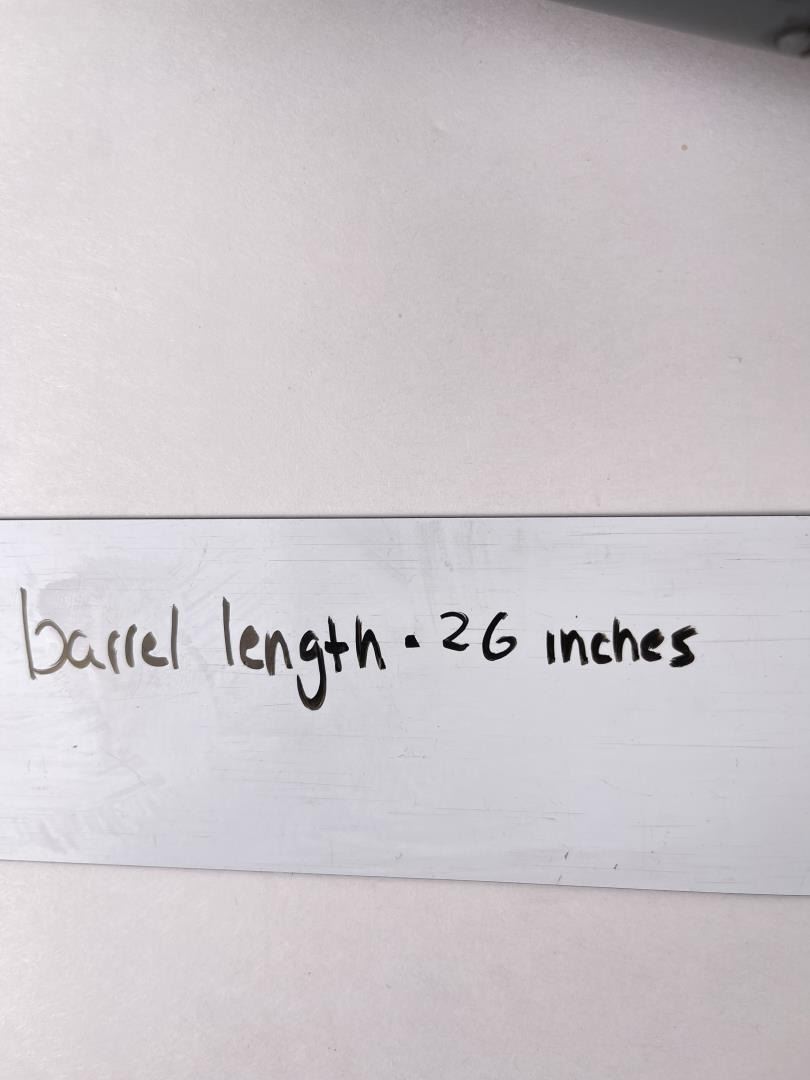 barrel length • 26 inches